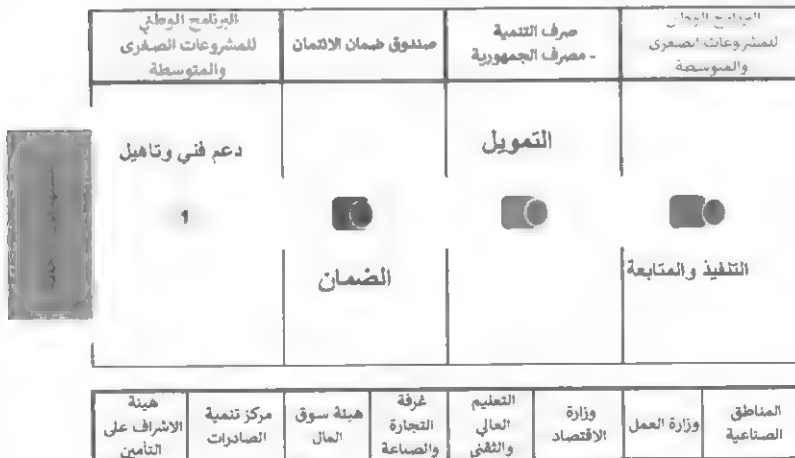 البرنامج الوطني
للمشروعات الصغرى
والمتوسطة
صرف التنمية
- مصرف الجمهورية
صندوق ضمان الائتمان
البرنامج الوطني
للمشروعات الصغرى
والمتوسطة
التمويل
دعم فني وتاهيل
1
التنفيذ والمتابعة
الضمان
المناطق
الصناعية
وزارة العمل
وزارة
الاقتصاد
التعليم
العالي
والتقني
غرفة
التجارة
والصناعة
هيئة سوق
المال
مركز تنمية
الصادرات
هيئة
الاشراف على
التأمين